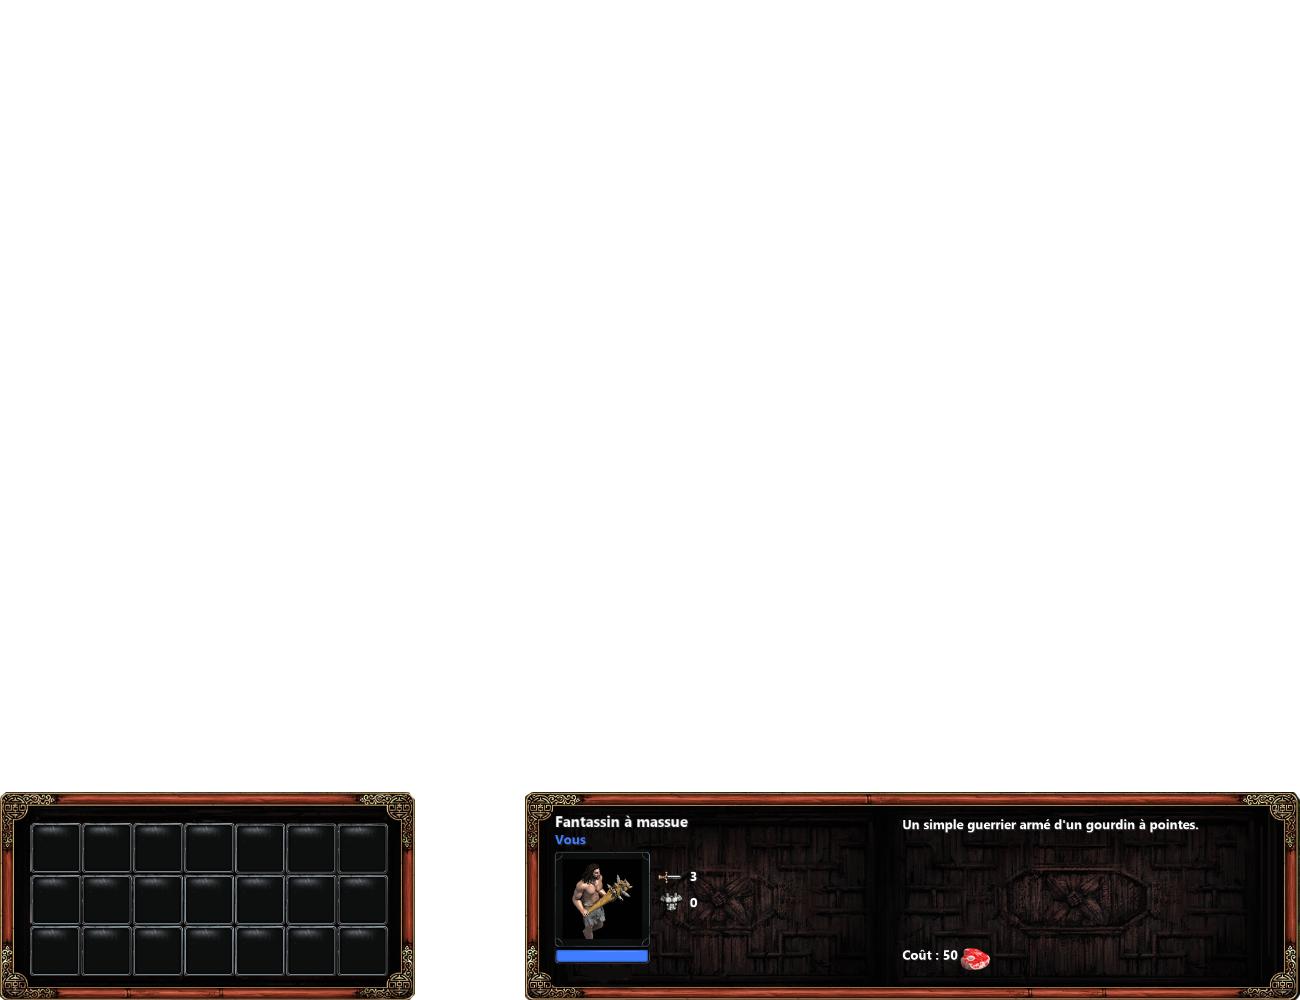 Fantassin à massue
Vous
3
0
Un simple guerrier armé d'un gourdin à pointes.
Coût : 50